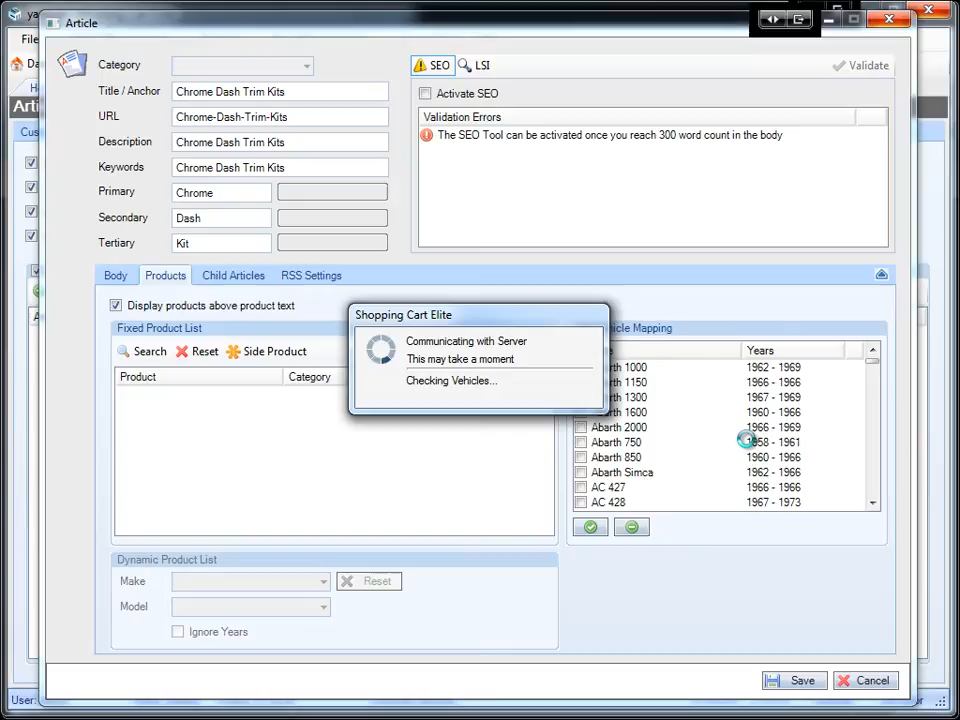 ya
Article
File
Da
H
Arti
Cus
A
User:
Category
Title / Anchor
Chrome Dash Trim Kits
URL
Chrome-Dash-Trim-Kits
Description
Chrome Dash Trim Kits
Keywords
Chrome Dash Trim Kits
Primary
Chrome
Secondary
Dash
Tertiary
Kit
SEO
LSI
Validate
Activate SEO
Validation Errors
The SEO Tool can be activated once you reach 300 word count in the body
Body
Products
Child Articles
RSS Settings
Display products above product text
Fixed Product List
Search
Reset
Side Product
Product
Category
Shopping Cart Elite
Communicating with Server
This may take a moment
Checking Vehicles...
icle Mapping
Years
arth 1000 1962 - 1969
arth 1150 1966 - 1966
arth 1300 1967 - 1969
arth 1600 1960 - 1966
Abarth 2000 1966 - 1969
Abarth 750 1958 - 1961
Abarth 850 1960 - 1966
Abarth Simca 1962 - 1966
AC 427 1966 - 1966
AC 428 1967 - 1973
Dynamic Product List
Make
Reset
Model
Ignore Years
Save
Cancel